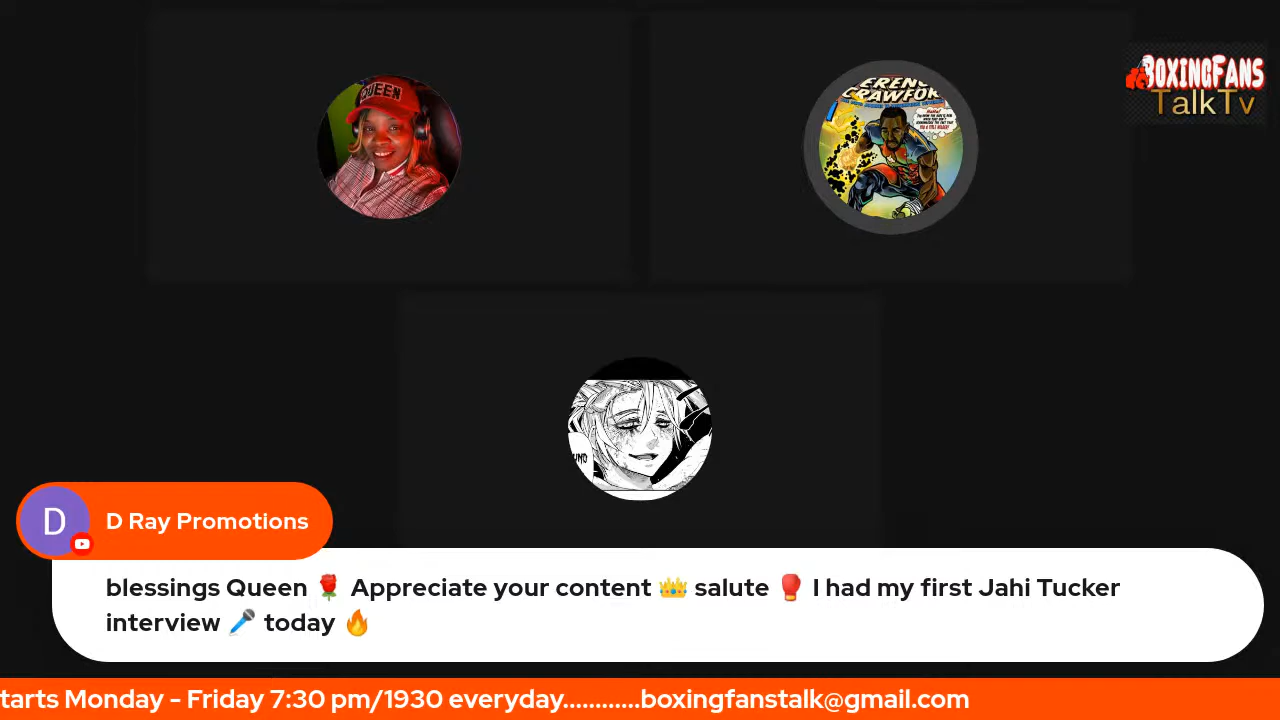 QUEEN
BOXINGFANS
TalkTv
CRAWFOR
D
D Ray Promotions
blessings Queen 🌹 Appreciate your content 👑 salute 🥊 I had my first Jahi Tucker
interview 🎤 today 🔥
tarts Monday - Friday 7:30 pm/1930 everyday............boxingfanstalk@gmail.com